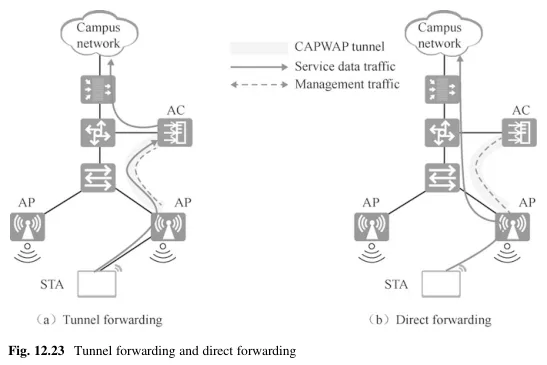 Campus
network
AC
AP
AP
STA
(a) Tunnel forwarding
CAPWAP tunnel
Service data traffic
Management traffic
Campus
network
AC
AP
AP
STA
(b) Direct forwarding
Fig. 12.23 Tunnel forwarding and direct forwarding